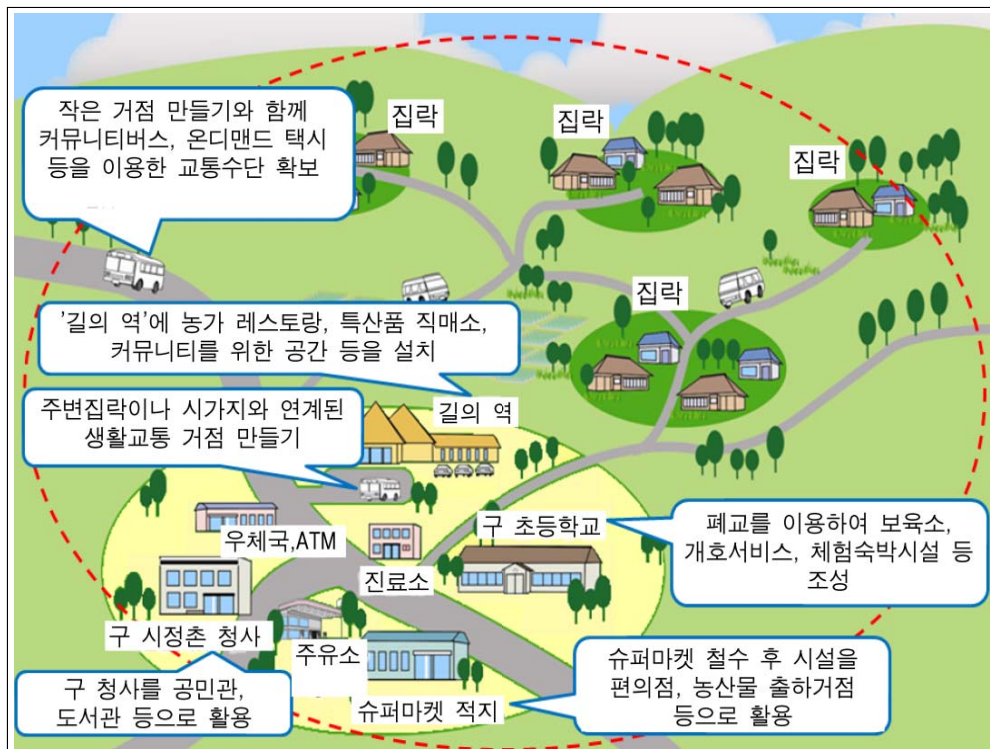 작은 거점 만들기와 함께
커뮤니티버스, 온디맨드 택시
등을 이용한 교통수단 확보
집락
집락
집락
집락
'길의 역'에 농가 레스토랑, 특산품 직매소,
커뮤니티를 위한 공간 등을 설치
길의 역
주변집락이나 시가지와 연계된
생활교통 거점 만들기
우체국,ATM
구 초등학교
폐교를 이용하여 보육소,
개호서비스, 체험숙박시설 등
조성
진료소
구 시정촌 청사
주유소
구 청사를 공민관,
도서관 등으로 활용
슈퍼마켓 적지
슈퍼마켓 철수 후 시설을
편의점, 농산물 출하거점
등으로 활용